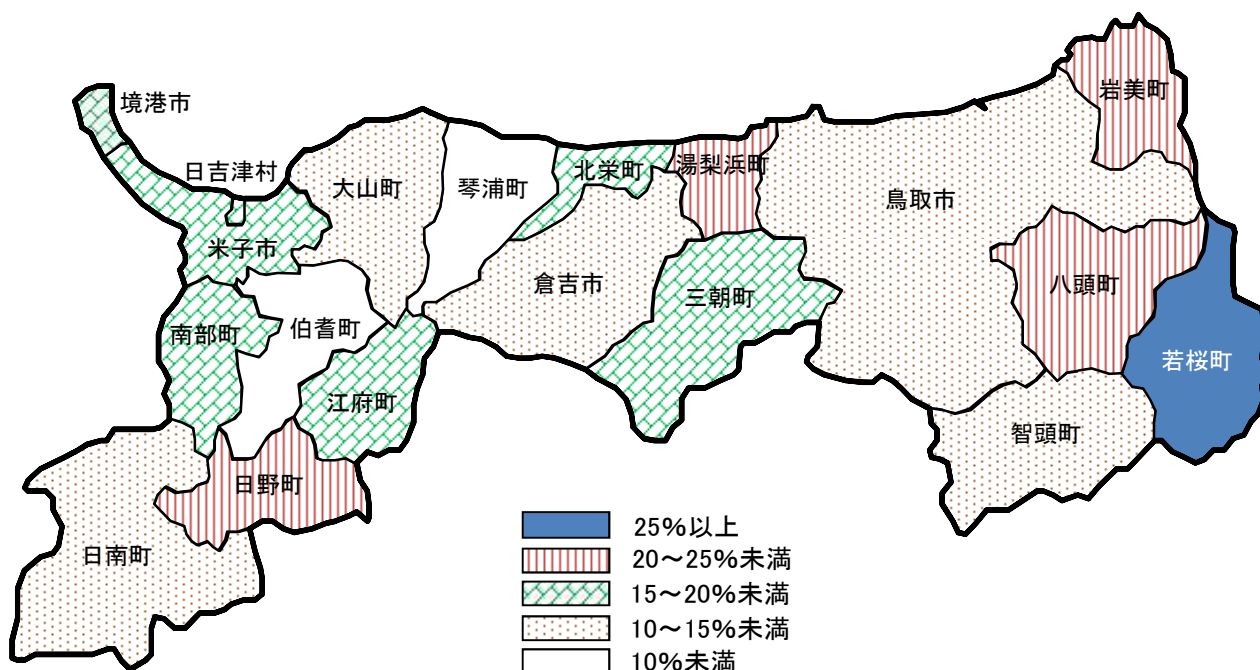 岩美町
境港市
日吉津村
大山町
琴浦町
北栄町
湯梨浜町
鳥取市
米子市
倉吉市
三朝町
八頭町
南部町
伯耆町
若桜町
江府町
智頭町
日野町
日南町
25%以上
20～25%未満
15～20%未満
10～15%未満
10%未満